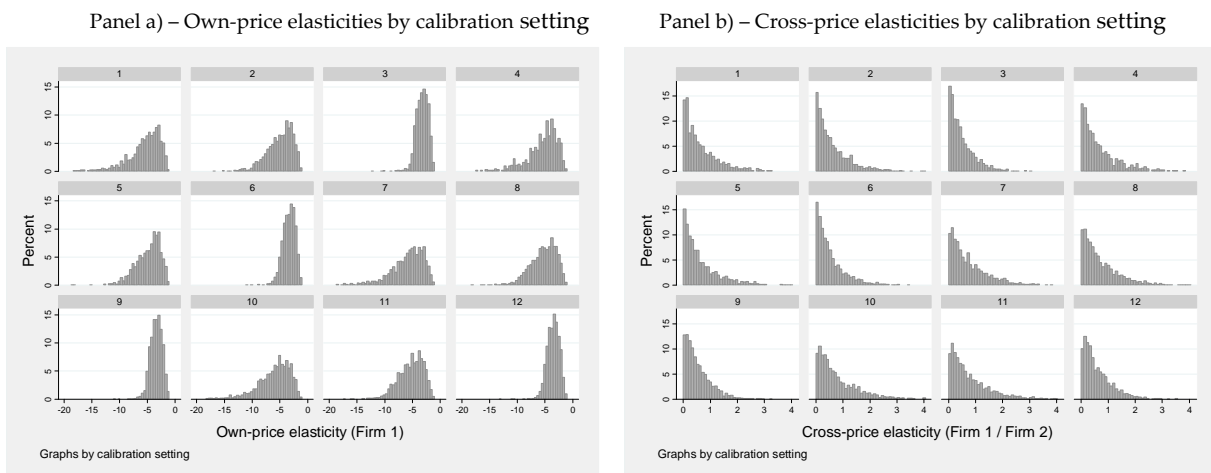 Panel a) – Own-price elasticities by calibration setting
1 2 3 4
15
10
5
0
5 6 7 8
15
10
5
0
9 10 11 12
15
10
5
0
-20 -15 -10 -5 0 -20 -15 -10 -5 0 -20 -15 -10 -5 0 -20 -15 -10 -5 0
Percent
Own-price elasticity (Firm 1)
Graphs by calibration setting
Panel b) – Cross-price elasticities by calibration setting
1 2 3 4
15
10
5
0
5 6 7 8
15
10
5
0
9 10 11 12
15
10
5
0
0 1 2 3 4 0 1 2 3 4 0 1 2 3 4 0 1 2 3 4
Percent
Cross-price elasticity (Firm 1 / Firm 2)
Graphs by calibration setting